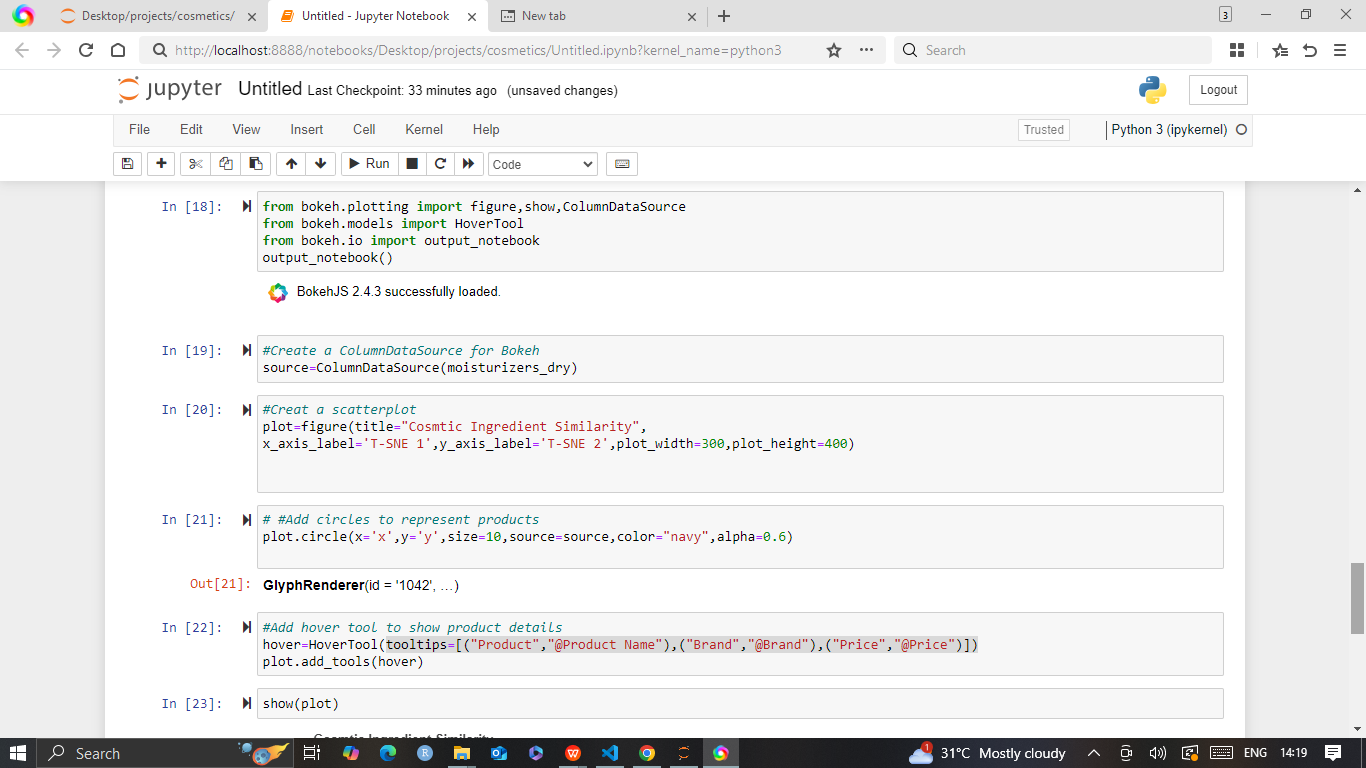 Desktop/projects/cosmetics/
Untitled - Jupyter Notebook
New tab
3
http://localhost:8888/notebooks/Desktop/projects/cosmetics/Untitled.ipynb?kernel_name=python3
Search
jupyter Untitled Last Checkpoint: 33 minutes ago (unsaved changes)
Logout
File Edit View Insert Cell Kernel Help
Trusted
Python 3 (ipykernel)
Run
Code
In [18]:
from bokeh.plotting import figure,show,ColumnDataSource
from bokeh.models import HoverTool
from bokeh.io import output_notebook
output_notebook()
BokehJS 2.4.3 successfully loaded.
In [19]:
#Create a ColumnDataSource for Bokeh
source=ColumnDataSource(moisturizers_dry)
In [20]:
#Creat a scatterplot
plot=figure(title="Cosmtic Ingredient Similarity",
x_axis_label='T-SNE 1',y_axis_label='T-SNE 2',plot_width=300,plot_height=400)
In [21]:
# #Add circles to represent products
plot.circle(x='x',y='y',size=10,source=source,color="navy",alpha=0.6)
Out[21]:
GlyphRenderer(id = '1042', …)
In [22]:
#Add hover tool to show product details
hover=HoverTool(tooltips=[("Product","@Product Name"),("Brand","@Brand"),("Price","@Price")])
plot.add_tools(hover)
In [23]:
show(plot)
Cosmtic Ingredient Similarity
Search
1
31°C Mostly cloudy
ENG
14:19